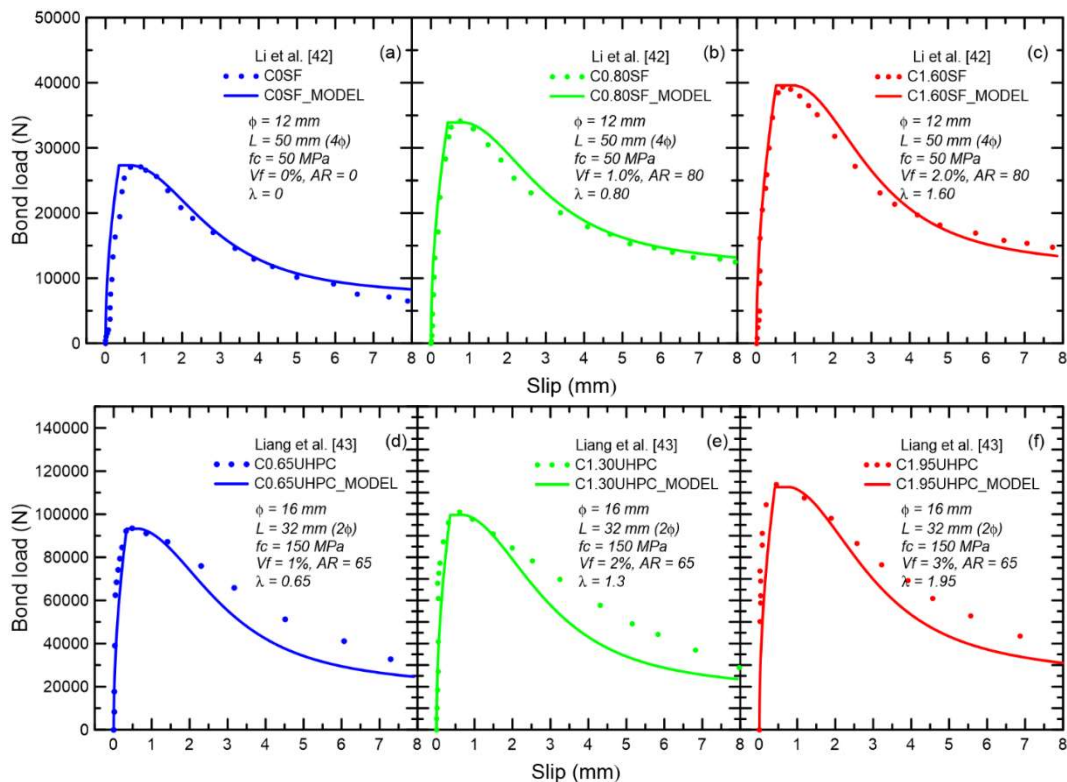 50000
40000
30000
20000
10000
0
Bond load (N)
Li et al. [42]
(a)
C0SF
C0SF_MODEL
ϕ = 12 mm
L = 50 mm (4ϕ)
fc = 50 MPa
Vf = 0%, AR = 0
λ = 0
Li et al. [42]
(b)
C0.80SF
C0.80SF_MODEL
ϕ = 12 mm
L = 50 mm (4ϕ)
fc = 50 MPa
Vf = 1.0%, AR = 80
λ = 0.80
Li et al. [42]
(c)
C1.60SF
C1.60SF_MODEL
ϕ = 12 mm
L = 50 mm (4ϕ)
fc = 50 MPa
Vf = 2.0%, AR = 80
λ = 1.60
0 1 2 3 4 5 6 7 8 0 1 2 3 4 5 6 7 8 0 1 2 3 4 5 6 7 8
Slip (mm)
140000
120000
100000
80000
60000
40000
20000
0
Bond load (N)
Liang et al. [43]
(d)
C0.65UHPC
C0.65UHPC_MODEL
ϕ = 16 mm
L = 32 mm (2ϕ)
fc = 150 MPa
Vf = 1%, AR = 65
λ = 0.65
Liang et al. [43]
(e)
C1.30UHPC
C1.30UHPC_MODEL
ϕ = 16 mm
L = 32 mm (2ϕ)
fc = 150 MPa
Vf = 2%, AR = 65
λ = 1.3
Liang et al. [43]
(f)
C1.95UHPC
C1.95UHPC_MODEL
ϕ = 16 mm
L = 32 mm (2ϕ)
fc = 150 MPa
Vf = 3%, AR = 65
λ = 1.95
0 1 2 3 4 5 6 7 8 0 1 2 3 4 5 6 7 8 0 1 2 3 4 5 6 7 8
Slip (mm)